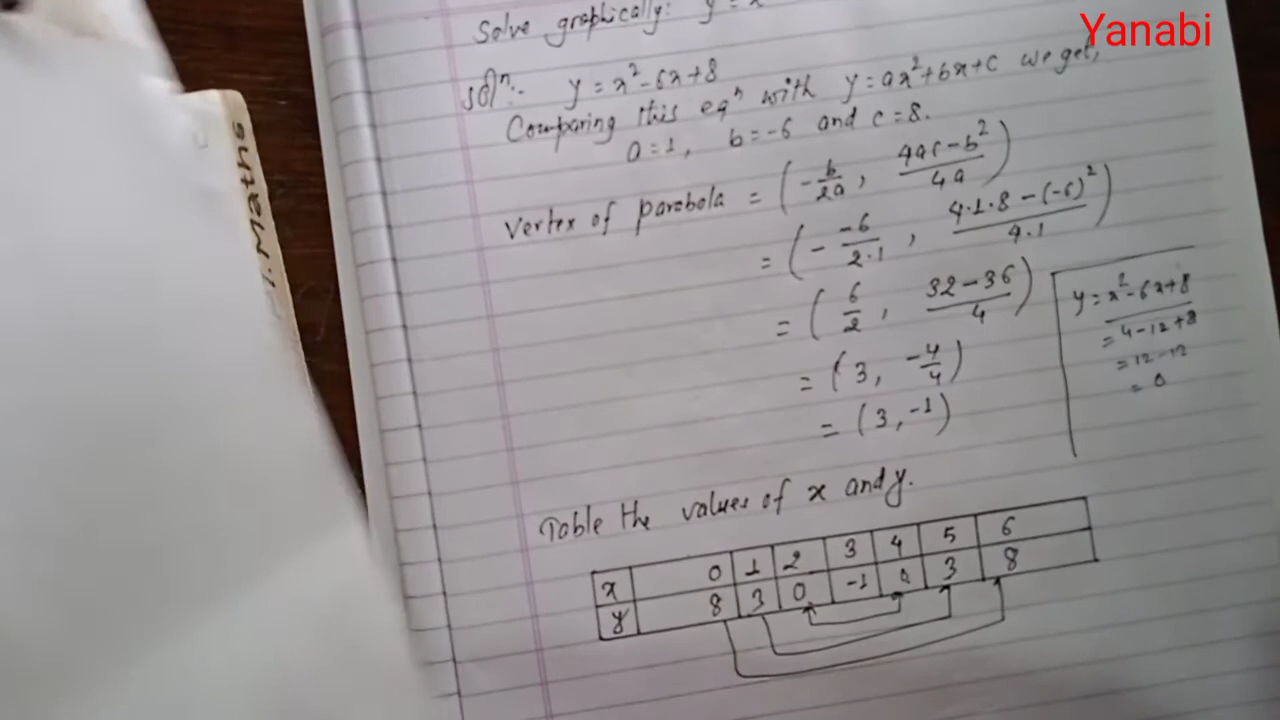 Yanabi
Solve graphically: y = x
Solⁿ:- y = x² - 6x + 8
Comparing this eqⁿ with y = ax² + bx + c we get,
a = 1, b = -6 and c = 8.
Vertex of parabola = (-b/2a, 4ac - b²/4a)
= (- -6/2·1, 4·1·8 - (-6)²/4·1)
= (6/2, 32 - 36/4)
= (3, -4/4)
= (3, -1)
y = x² - 6x + 8
= 4 - 12 + 8
= 12 - 12
= 0
Table the values of x and y.
x 0 1 2 3 4 5 6
y 8 3 0 -1 0 3 8
: Maths